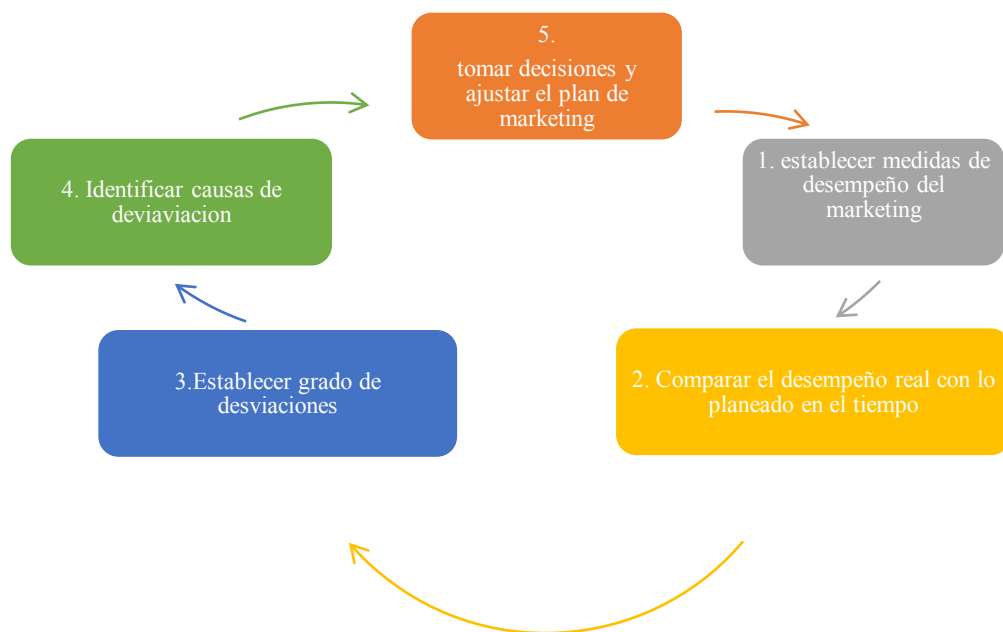 5.
tomar decisiones y
ajustar el plan de
marketing
1. establecer medidas de
desempeño del
marketing
4. Identificar causas de
deviaviacion
3.Establecer grado de
desviaciones
2. Comparar el desempeño real con lo
planeado en el tiempo